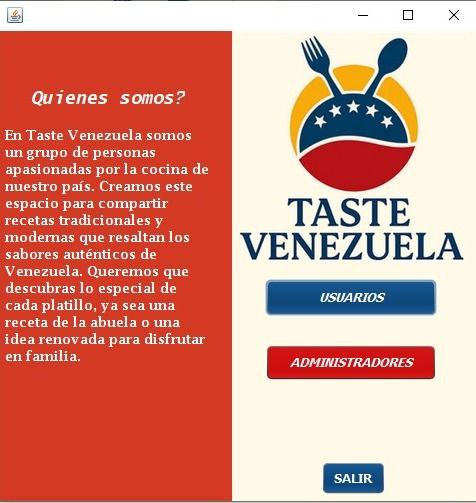 Quienes somos?
En Taste Venezuela somos
un grupo de personas
apasionadas por la cocina de
nuestro país. Creamos este
espacio para compartir
recetas tradicionales y
modernas que resaltan los
sabores auténticos de
Venezuela. Queremos que
descubras lo especial de
cada platillo, ya sea una
receta de la abuela o una
idea renovada para disfrutar
en familia.
TASTE
VENEZUELA
USUARIOS
ADMINISTRADORES
SALIR